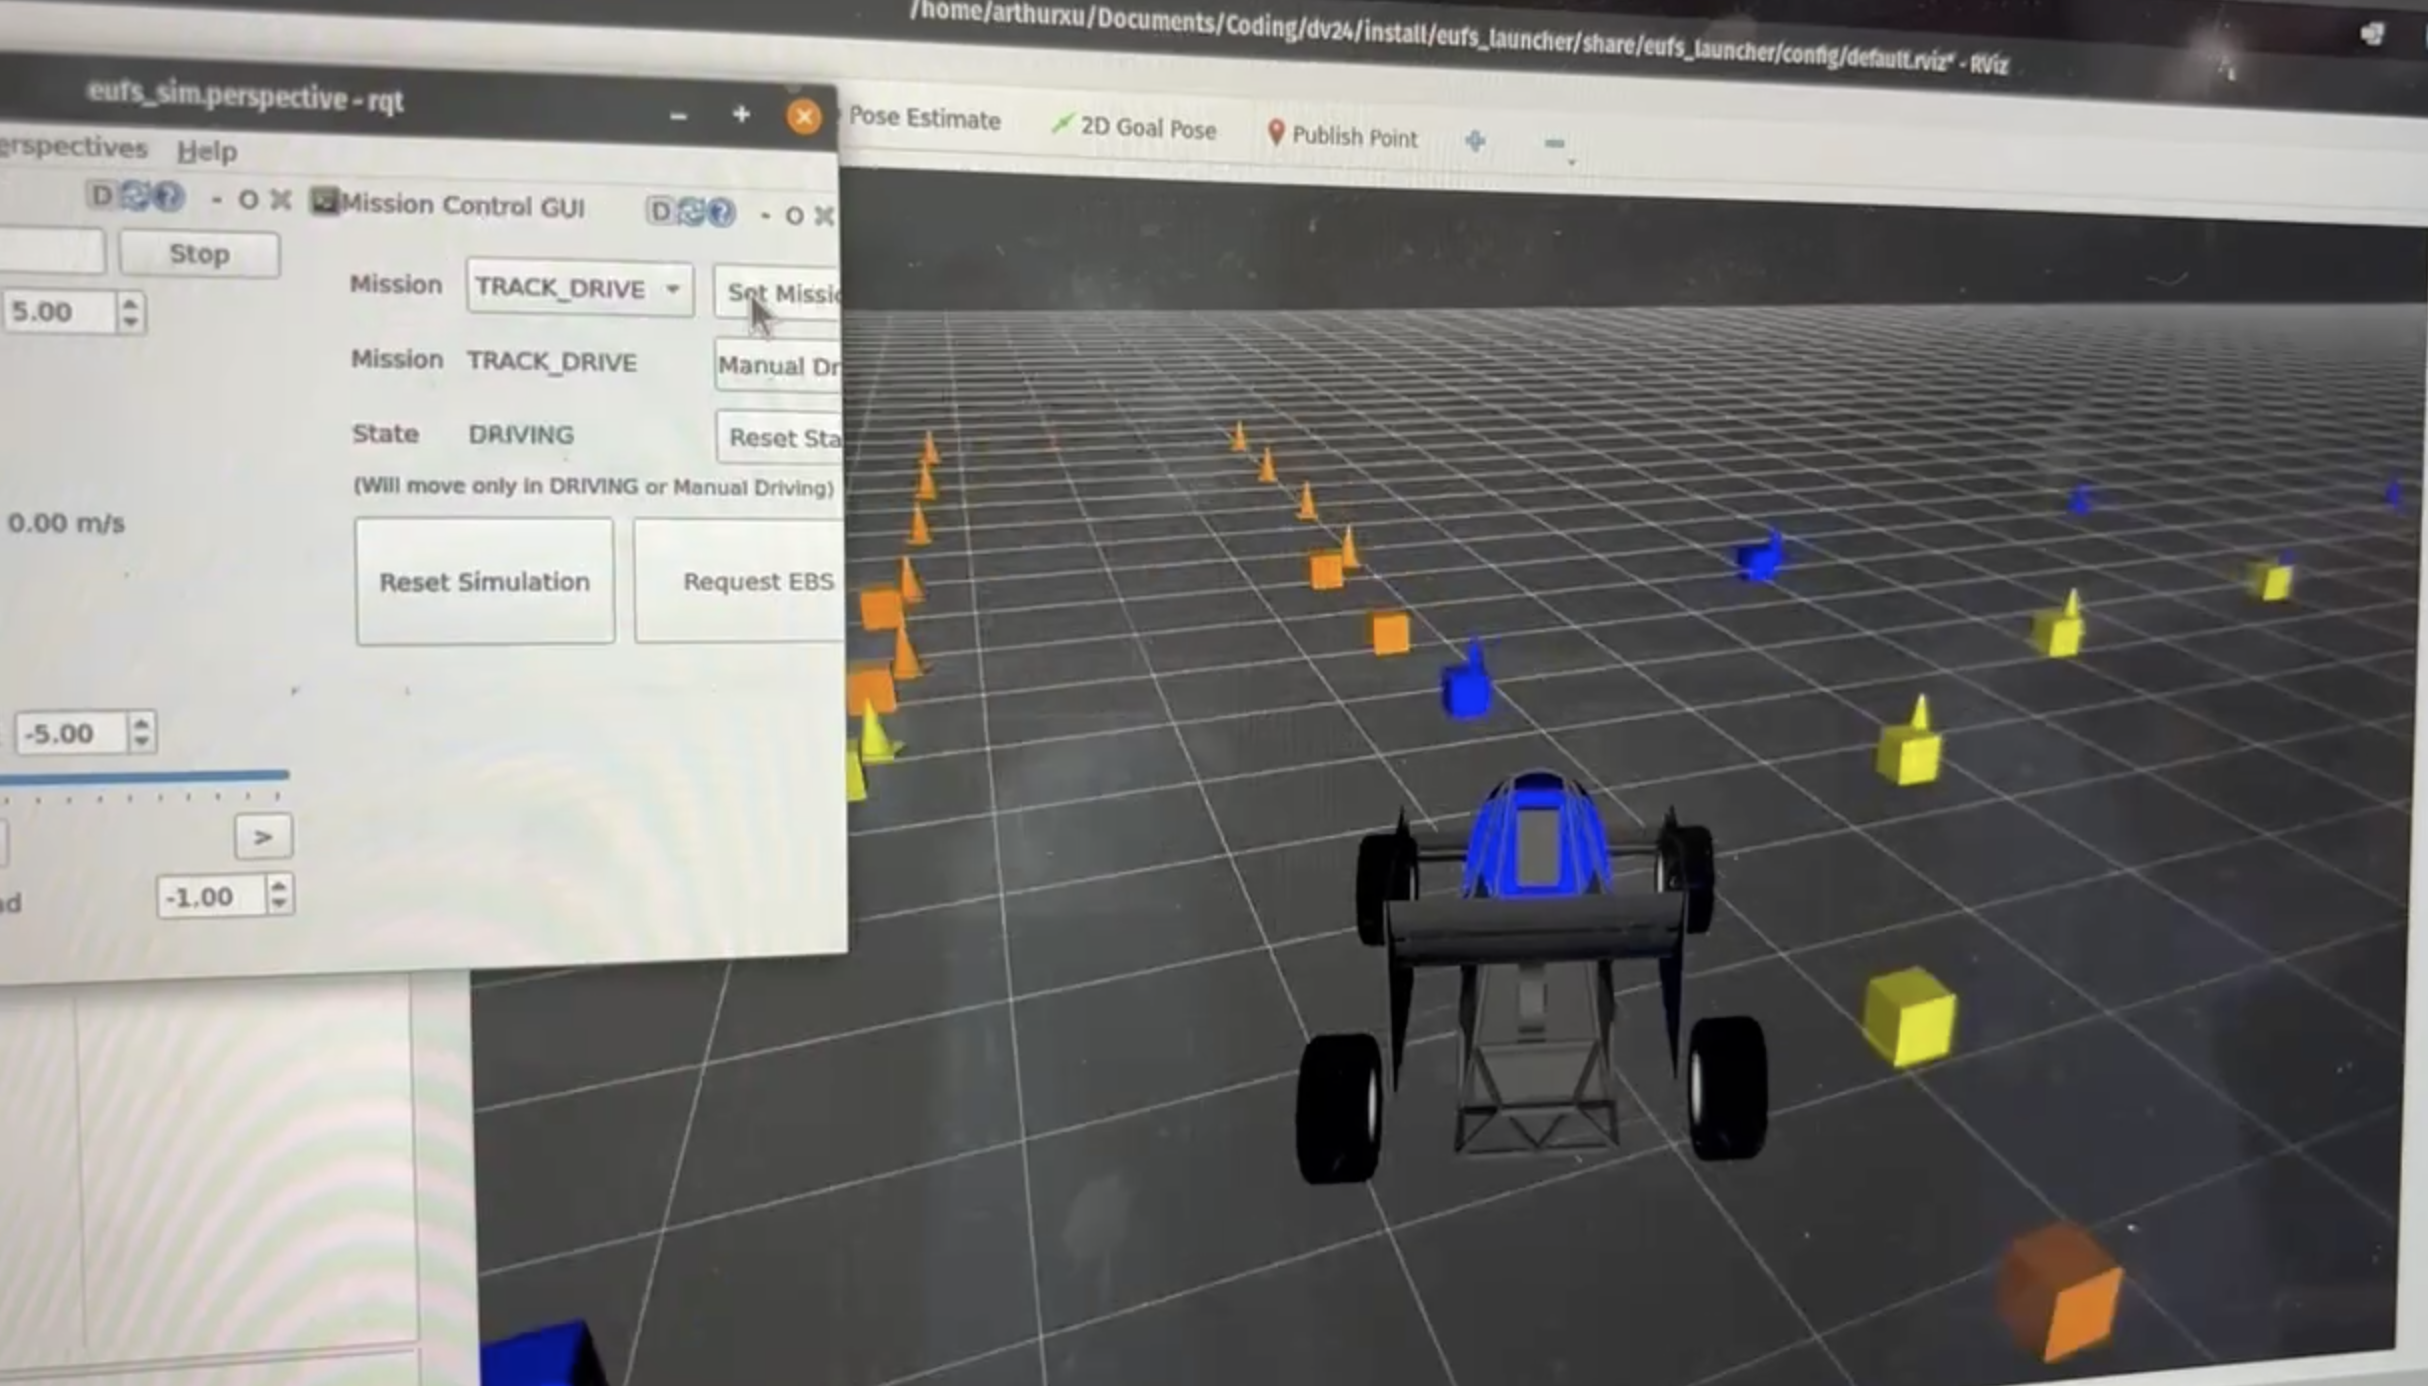 /home/arthurxu/Documents/Coding/dv24/install/eufs_launcher/share/eufs_launcher/config/default.rviz* - RViz
eufs_sim.perspective - rqt
Pose Estimate
2D Goal Pose
Publish Point
erspectives Help
D
Mission Control GUI
D
Stop
Mission TRACK_DRIVE Set Missio
5.00
Mission TRACK_DRIVE Manual Dr
State DRIVING Reset Sta
(Will move only in DRIVING or Manual Driving)
0.00 m/s
Reset Simulation Request EBS
-5.00
>
-1.00